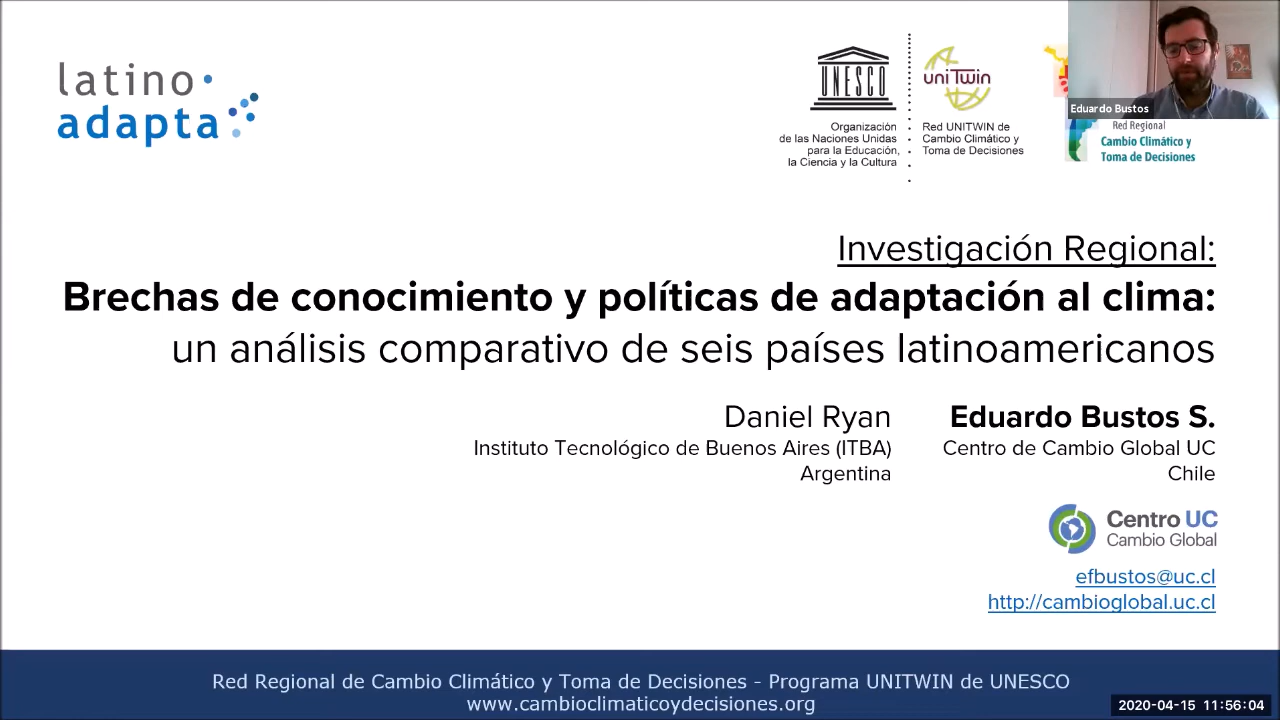 latino
adapta
UNESCO
Organización
de las Naciones Unidas
para la Educación,
la Ciencia y la Cultura
uniTwin
Red UNITWIN de
Cambio Climático y
Toma de Decisiones
Eduardo Bustos
Red Regional
Cambio Climático y
Toma de Decisiones
Investigación Regional:
Brechas de conocimiento y políticas de adaptación al clima:
un análisis comparativo de seis países latinoamericanos
Daniel Ryan
Instituto Tecnológico de Buenos Aires (ITBA)
Argentina
Eduardo Bustos S.
Centro de Cambio Global UC
Chile
Centro UC
Cambio Global
efbustos@uc.cl
http://cambioglobal.uc.cl
Red Regional de Cambio Climático y Toma de Decisiones - Programa UNITWIN de UNESCO
www.cambioclimaticoydecisiones.org
2020-04-15 11:56:04